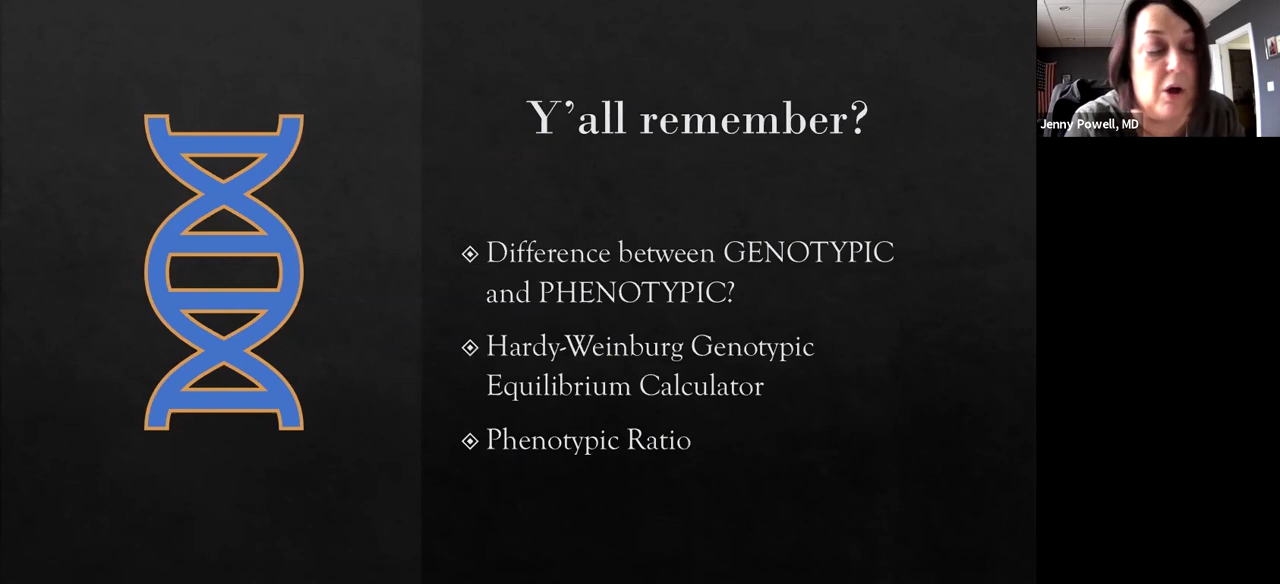 Y’all remember?
Difference between GENOTYPIC
and PHENOTYPIC?
Hardy-Weinburg Genotypic
Equilibrium Calculator
Phenotypic Ratio
Jenny Powell, MD